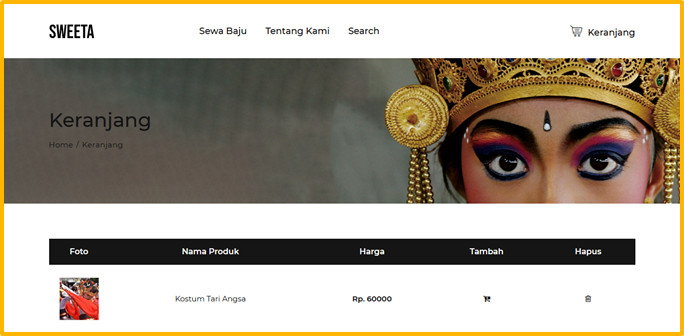 SWEETA
Sewa Baju Tentang Kami Search
Keranjang
Keranjang
Home / Keranjang
Foto Nama Produk Harga Tambah Hapus
Kostum Tari Angsa Rp. 60000